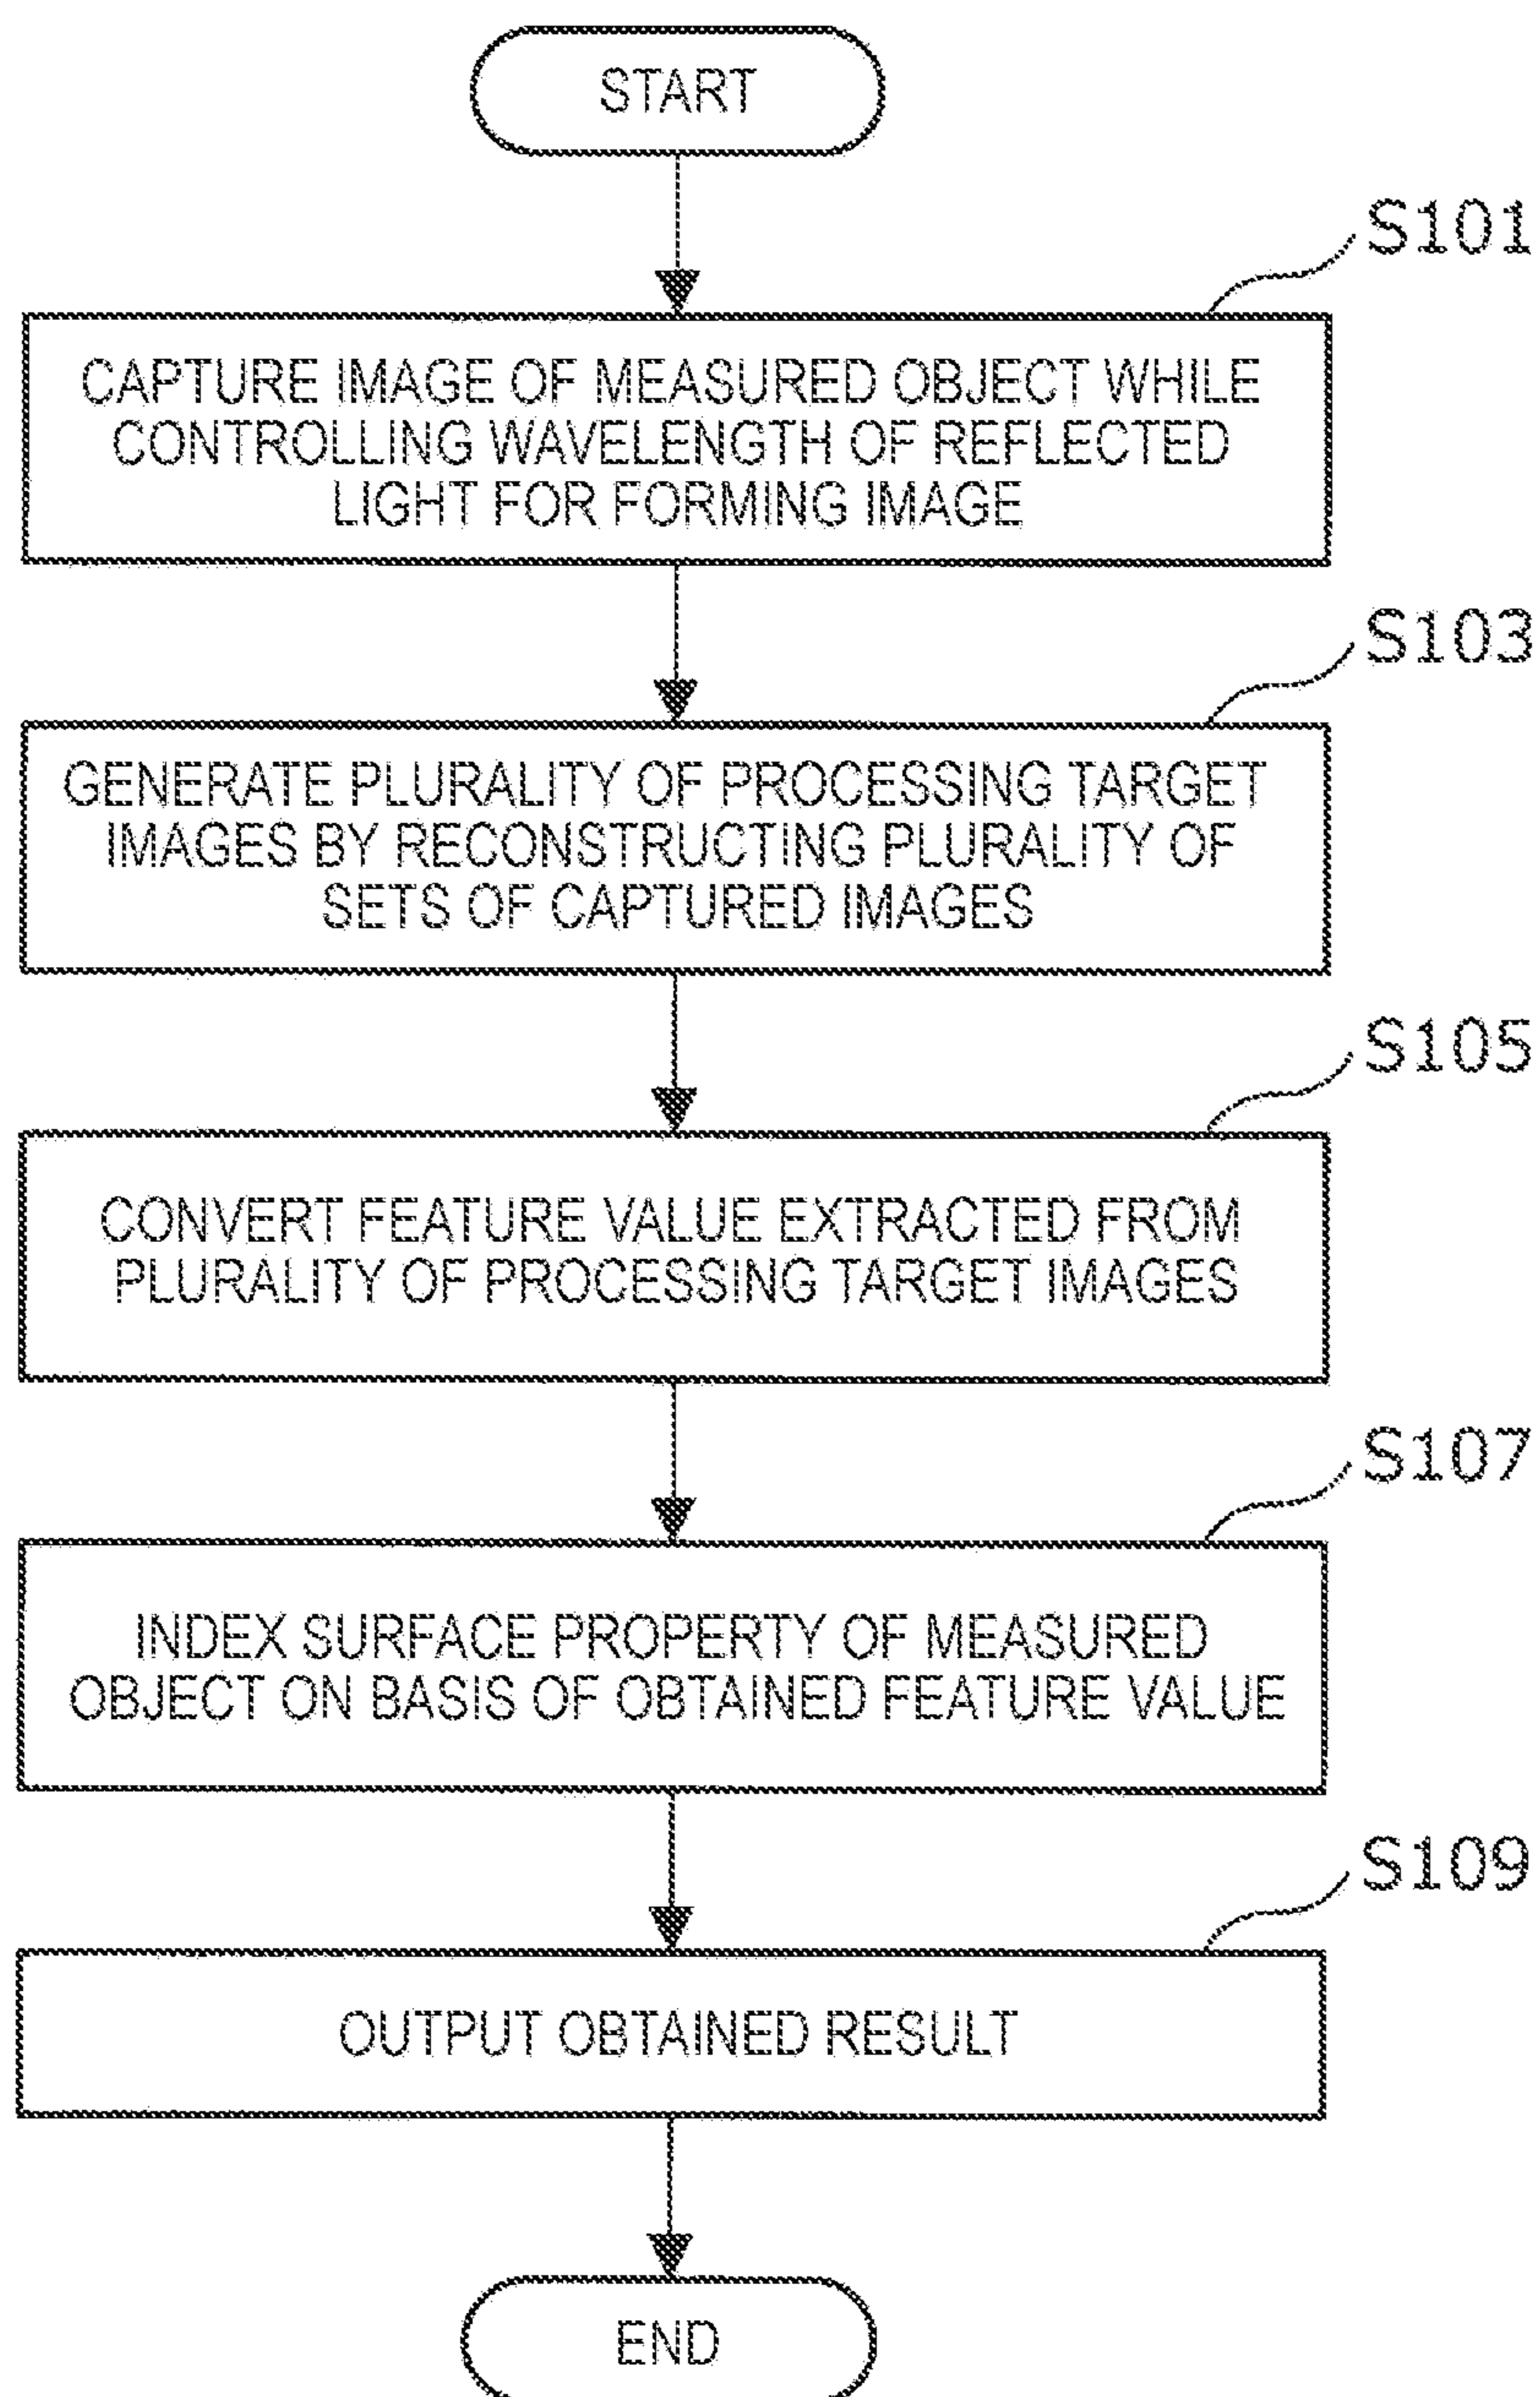 START
S101
CAPTURE IMAGE OF MEASURED OBJECT WHILE
CONTROLLING WAVELENGTH OF REFLECTED
LIGHT FOR FORMING IMAGE
S103
GENERATE PLURALITY OF PROCESSING TARGET
IMAGES BY RECONSTRUCTING PLURALITY OF
SETS OF CAPTURED IMAGES
S105
CONVERT FEATURE VALUE EXTRACTED FROM
PLURALITY OF PROCESSING TARGET IMAGES
S107
INDEX SURFACE PROPERTY OF MEASURED
OBJECT ON BASIS OF OBTAINED FEATURE VALUE
S109
OUTPUT OBTAINED RESULT
END